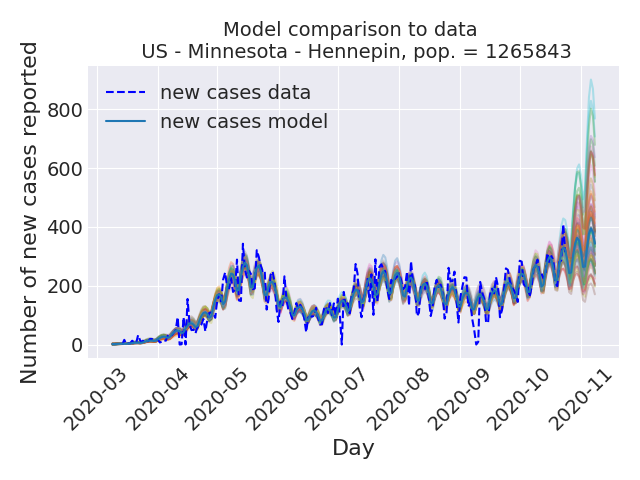 Model comparison to data
US - Minnesota - Hennepin, pop. = 1265843
Number of new cases reported
800
600
400
200
0
new cases data
new cases model
2020-03
2020-04
2020-05
2020-06
2020-07
2020-08
2020-09
2020-10
2020-11
Day